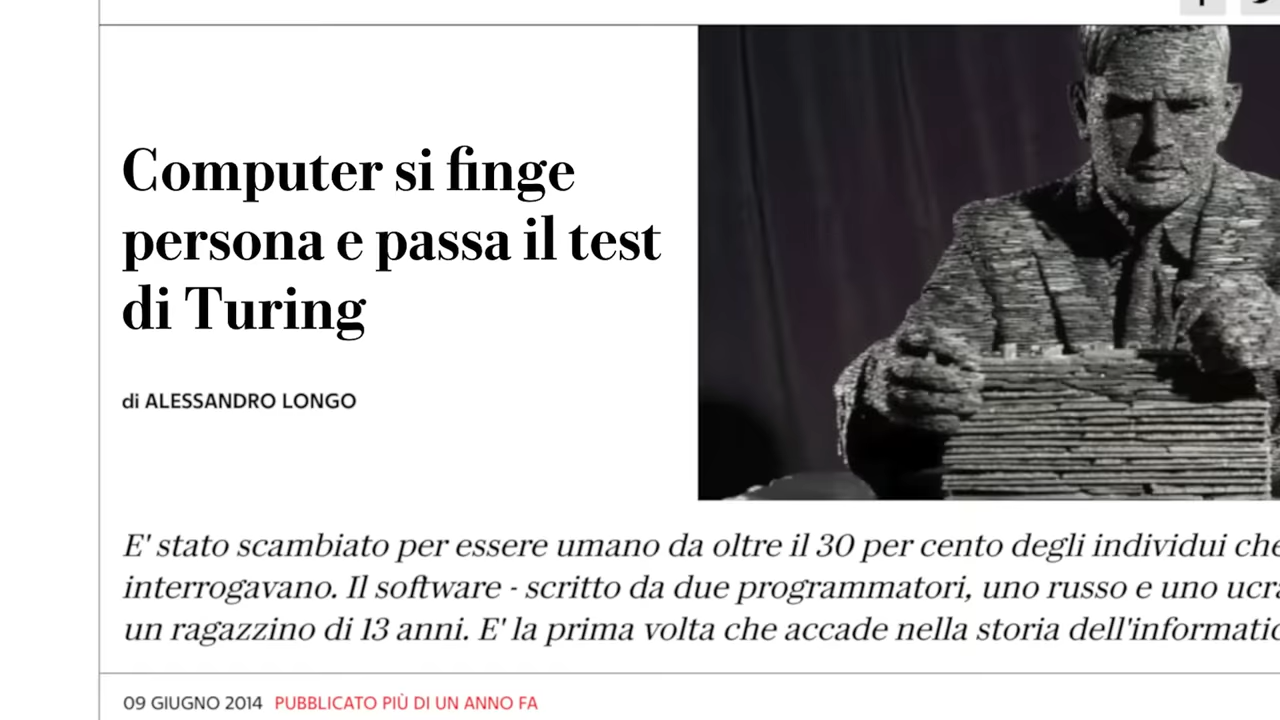 Computer si finge
persona e passa il test
di Turing
di ALESSANDRO LONGO
E' stato scambiato per essere umano da oltre il 30 per cento degli individui che
interrogavano. Il software - scritto da due programmatori, uno russo e uno
un ragazzino di 13 anni. E' la prima volta che accade nella storia
09 GIUGNO 2014 PUBBLICATO PIÙ DI UN ANNO FA